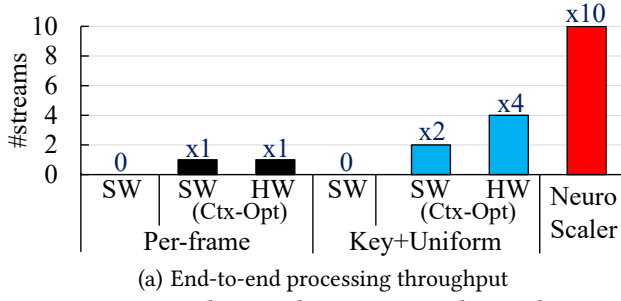 10
8
6
4
2
0
#streams
0
x1
x1
0
x2
x4
x10
SW
SW
HW
SW
SW
HW
(Ctx-Opt)
(Ctx-Opt)
Neuro
Scaler
Per-frame
Key+Uniform
(a) End-to-end processing throughput